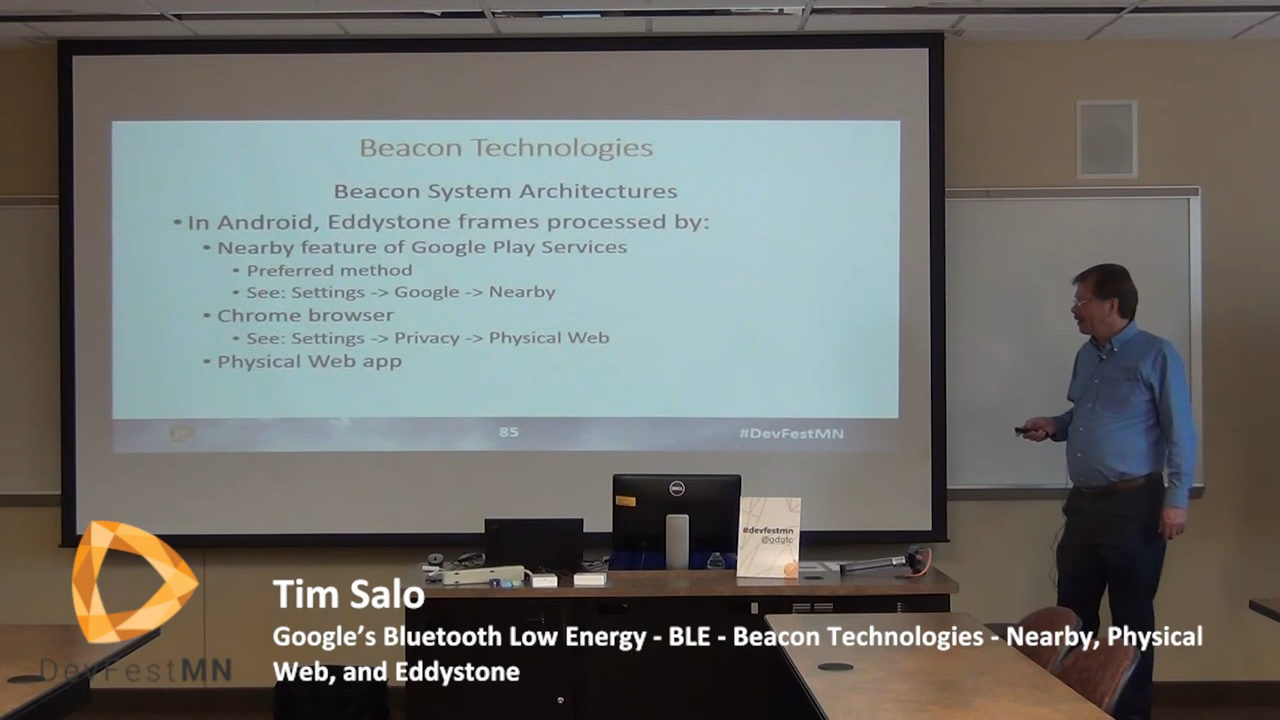 Beacon Technologies
Beacon System Architectures
• In Android, Eddystone frames processed by:
• Nearby feature of Google Play Services
• Preferred method
• See: Settings -> Google -> Nearby
• Chrome browser
• See: Settings -> Privacy -> Physical Web
• Physical Web app
85
#DevFestMN
DELL
#devfestmn
@gdgtc
Tim Salo
Google's Bluetooth Low Energy - BLE - Beacon Technologies - Nearby, Physical
Web, and Eddystone
DevFestMN